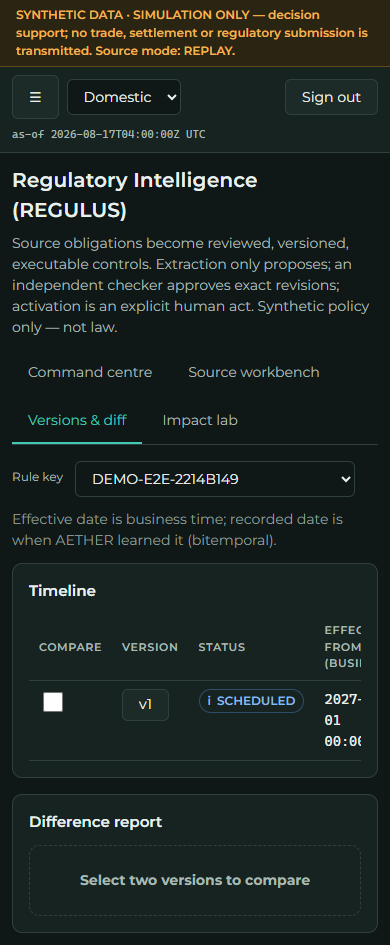 SYNTHETIC DATA · SIMULATION ONLY — decision
support; no trade, settlement or regulatory submission is
transmitted. Source mode: REPLAY.
☰ Domestic Sign out
as-of 2026-08-17T04:00:00Z UTC
Regulatory Intelligence
(REGULUS)
Source obligations become reviewed, versioned,
executable controls. Extraction only proposes; an
independent checker approves exact revisions;
activation is an explicit human act. Synthetic policy
only — not law.
Command centre Source workbench
Versions & diff Impact lab
Rule key DEMO-E2E-2214B149
Effective date is business time; recorded date is
when AETHER learned it (bitemporal).
Timeline
COMPARE VERSION STATUS
FROM
v1 i SCHEDULED 2027-
01
Difference report
Select two versions to compare